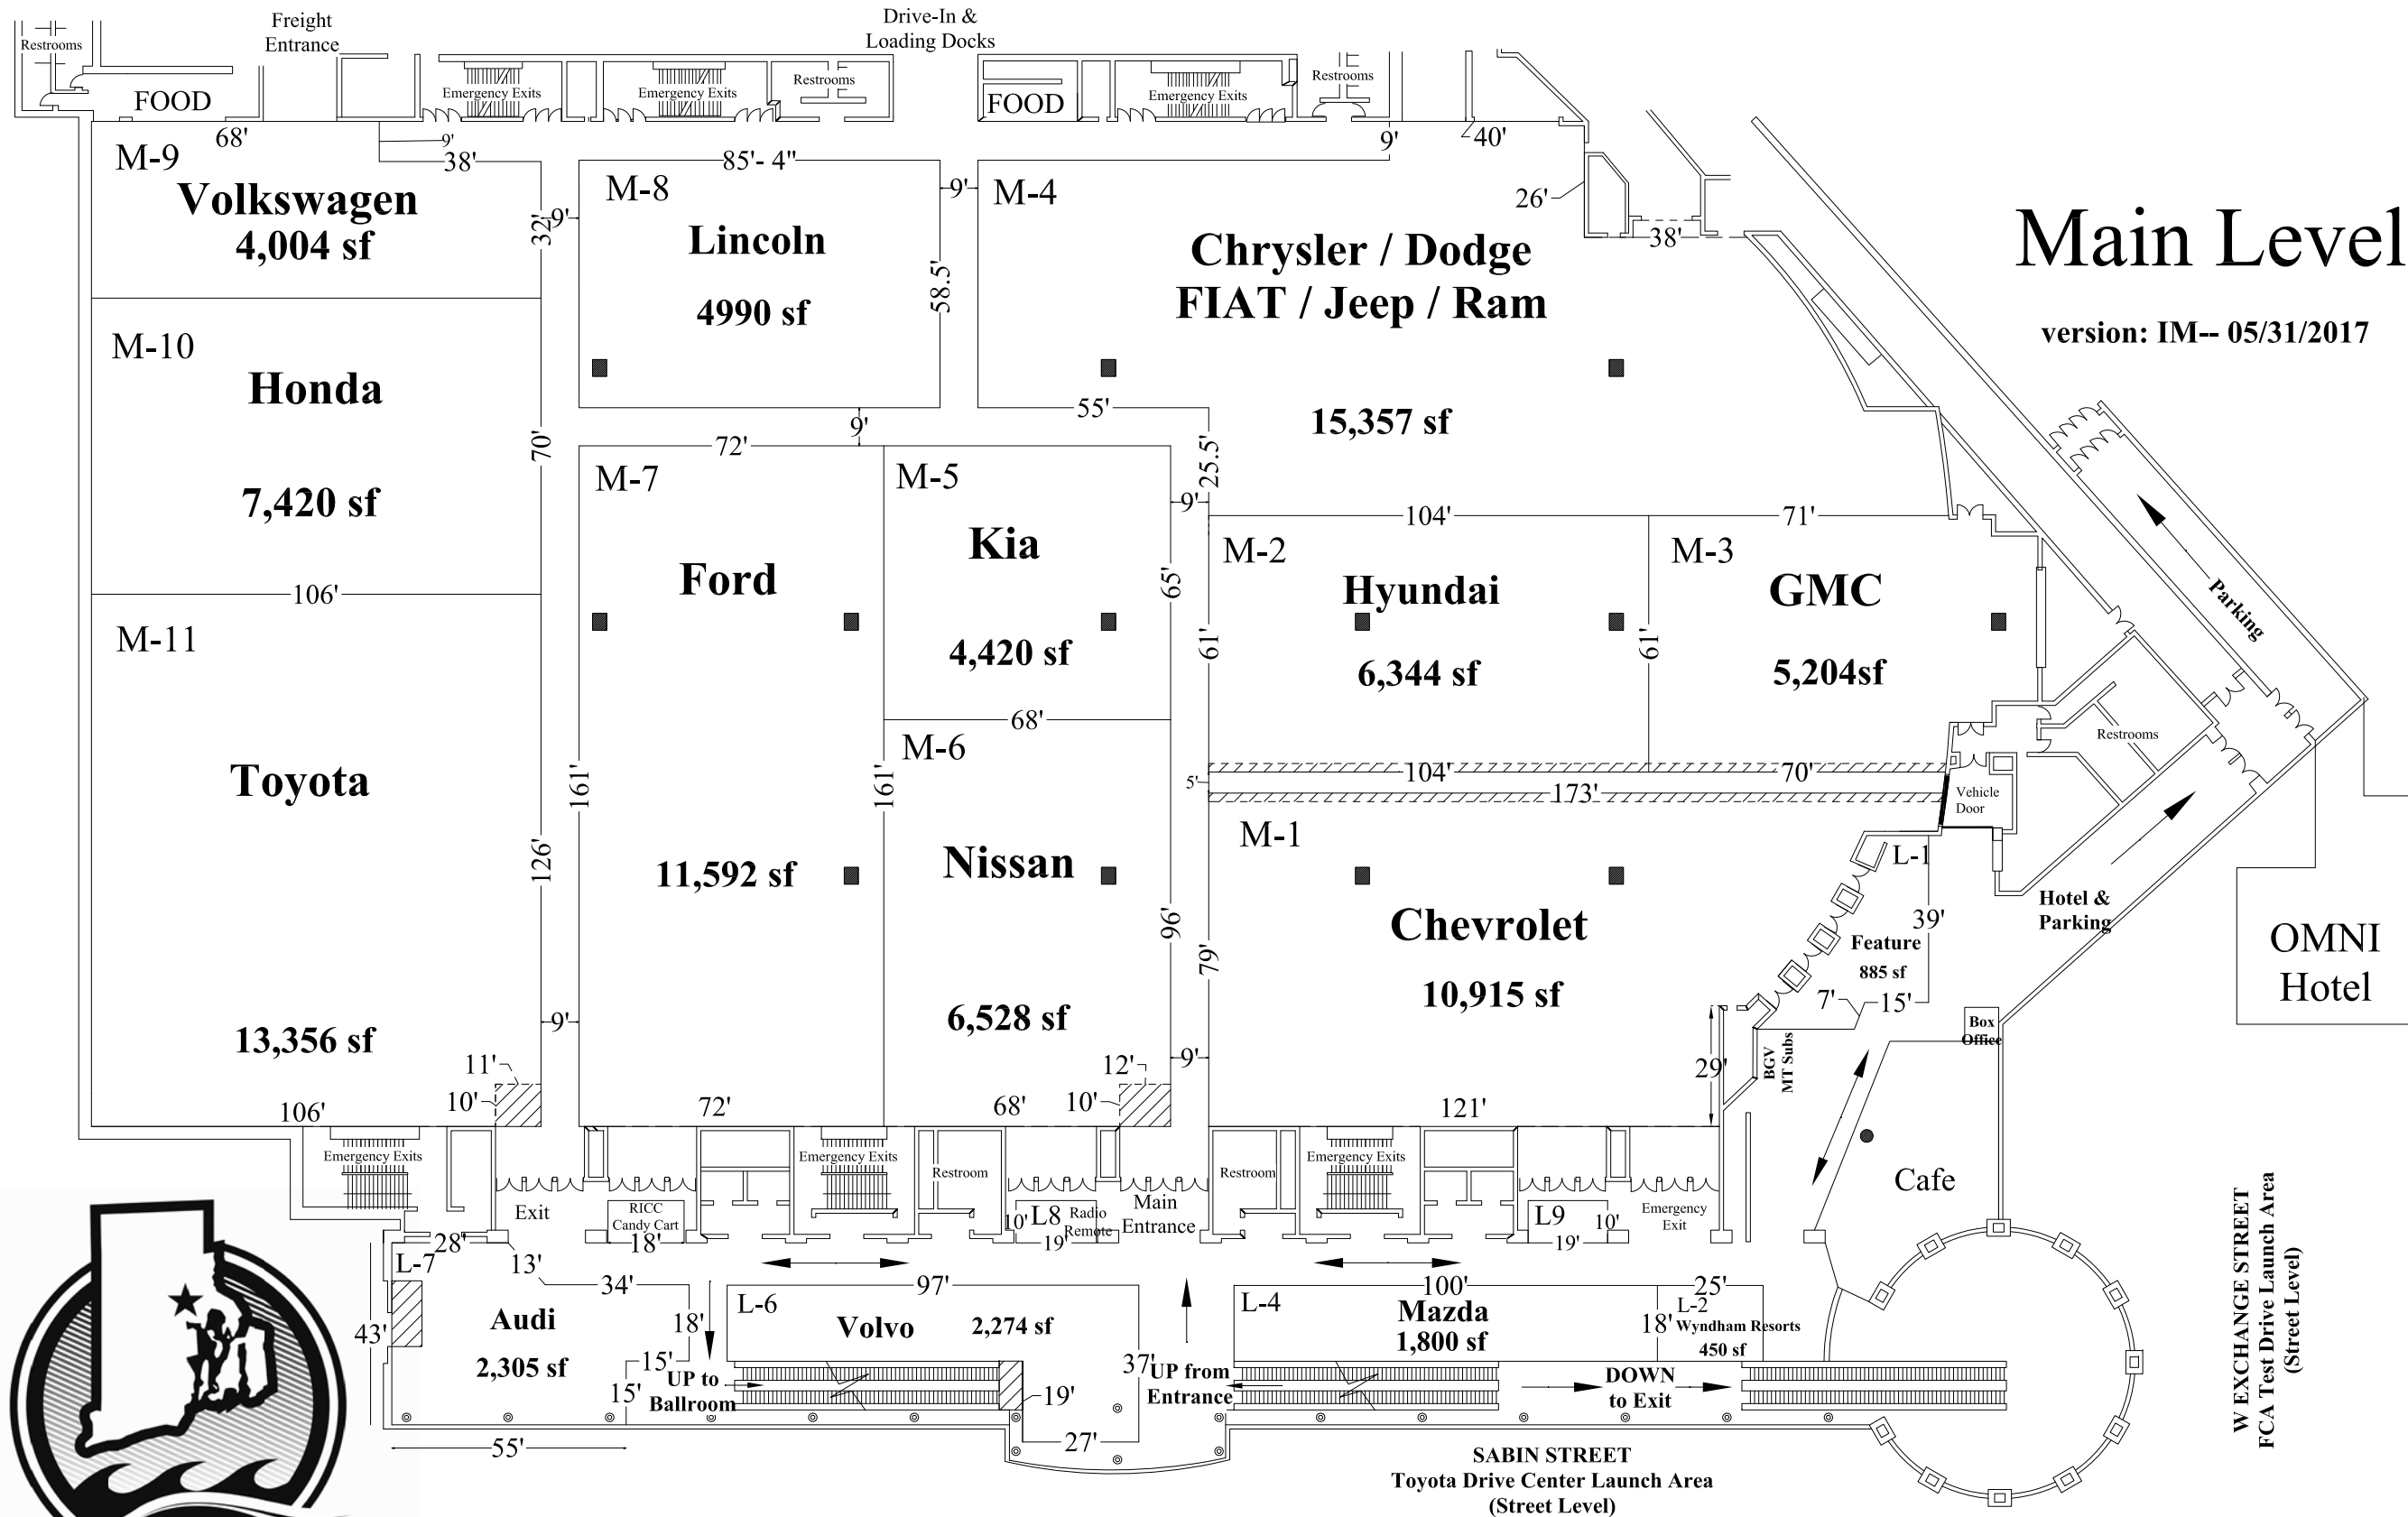 Freight
Entrance
Drive-In &
Loading Docks
Restrooms
FOOD
Emergency Exits
Emergency Exits
Restrooms
FOOD
Emergency Exits
Restrooms
68'
9'
38'
85'- 4"
9'
9'
40'
26'
38'
M-9
Volkswagen
4,004 sf
32'
9'
M-8
Lincoln
4990 sf
58.5'
M-4
Chrysler / Dodge
FIAT / Jeep / Ram
15,357 sf
Main Level
version: IM-- 05/31/2017
M-10
Honda
7,420 sf
70'
106'
9'
72'
55'
25.5'
9'
M-7
Ford
11,592 sf
161'
161'
M-5
Kia
4,420 sf
65'
68'
104'
71'
M-2
Hyundai
6,344 sf
61'
61'
M-3
GMC
5,204sf
Parking
Restrooms
M-11
Toyota
13,356 sf
126'
9'
11'
10'
106'
M-6
Nissan
6,528 sf
96'
12'
10'
9'
72'
68'
104'
70'
5'
173'
Vehicle
Door
M-1
Chevrolet
10,915 sf
79'
121'
29'
L-1
39'
Feature
885 sf
7'
15'
Hotel &
Parking
OMNI
Hotel
Box
Office
BGV
MT Subs
Cafe
Emergency Exits
Exit
RICC
Candy Cart
18'
Emergency Exits
Restroom
10'
L8
Radio
Remote
19'
Main
Entrance
Restroom
Emergency Exits
L9
10'
19'
Emergency
Exit
28'
L-7
13'
34'
Audi
2,305 sf
43'
18'
15'
15'
55'
UP to
Ballroom
L-6
97'
Volvo
2,274 sf
37'
19'
27'
UP from
Entrance
L-4
100'
Mazda
1,800 sf
25'
L-2
18'
Wyndham Resorts
450 sf
DOWN
to Exit
SABIN STREET
Toyota Drive Center Launch Area
(Street Level)
W EXCHANGE STREET
FCA Test Drive Launch Area
(Street Level)